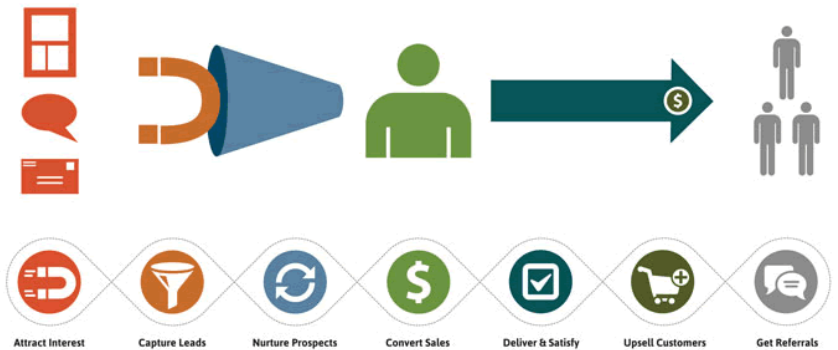 $
$
Attract Interest
Capture Leads
Nurture Prospects
Convert Sales
Deliver & Satisfy
Upsell Customers
Get Referrals